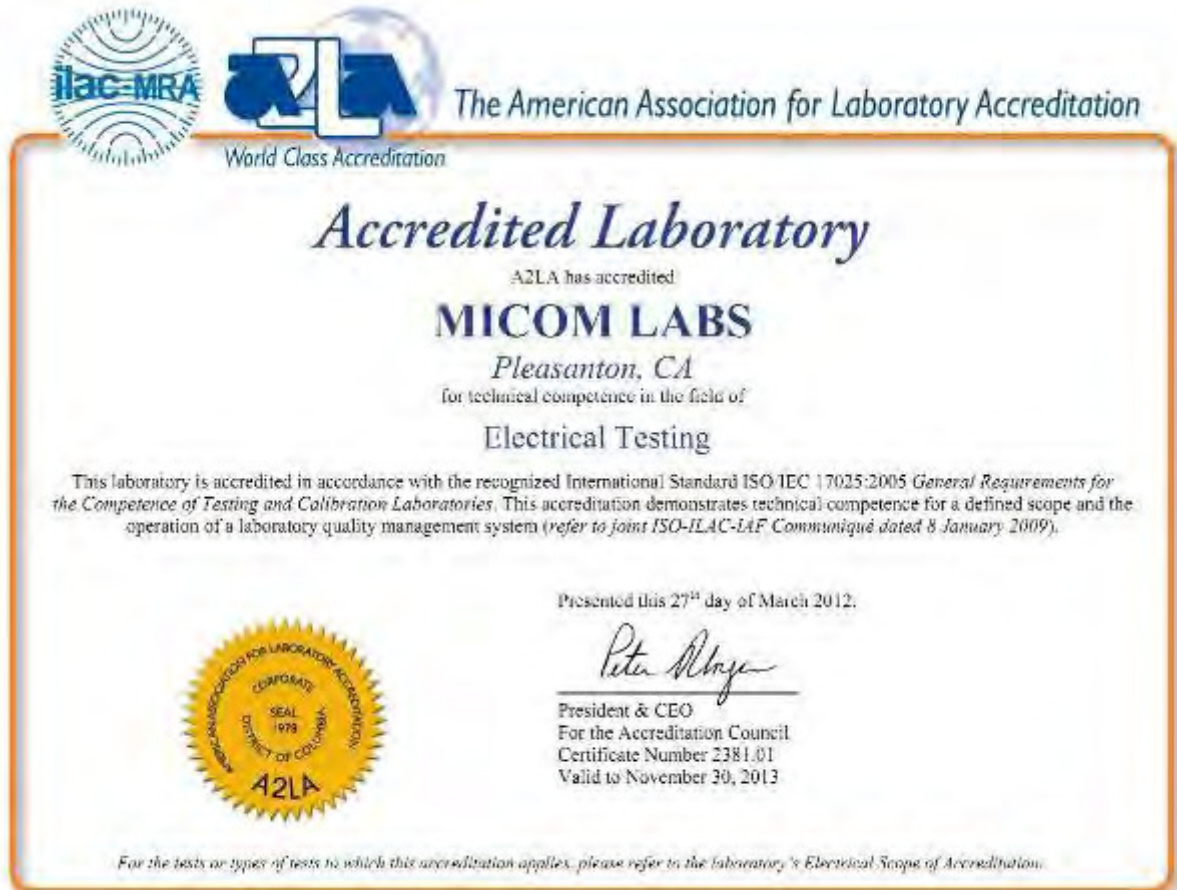 ilac-MRA
A2LA
The American Association for Laboratory Accreditation
World Class Accreditation
Accredited Laboratory
A2LA has accredited
MICOM LABS
Pleasanton, CA
for technical competence in the field of
Electrical Testing
This laboratory is accredited in accordance with the recognized International Standard ISO/IEC 17025:2005 General Requirements for
the Competence of Testing and Calibration Laboratories. This accreditation demonstrates technical competence for a defined scope and the
operation of a laboratory quality management system (refer to joint ISO-ILAC-IAF Communiqué dated 8 January 2009).
Presented this 27th day of March 2012.
Peter
President & CEO
For the Accreditation Council
Certificate Number 2381.01
Valid to November 30, 2013
AMERICAN ASSOCIATION FOR LABORATORY ACCREDITATION
CORPORATE
SEAL
1978
DISTRICT OF COLUMBIA
A2LA
For the tests or types of tests to which this accreditation applies, please refer to the laboratory's Electrical Scope of Accreditation.